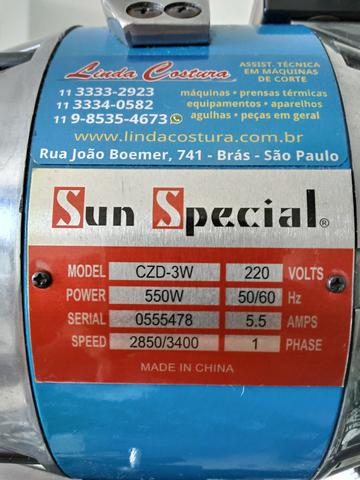 Linda Costura
ASSIST. TÉCNICA
EM MÁQUINAS
DE CORTE
11 3333-2923
11 3334-0582
11 9-8535-4673
máquinas • prensas térmicas
equipamentos • aparelhos
agulhas • peças em geral
www.lindacostura.com.br
Rua João Boemer, 741 - Brás - São Paulo
Sun Special®
MODEL CZD-3W 220 VOLTS
POWER 550W 50/60 Hz
SERIAL 0555478 5.5 AMPS
SPEED 2850/3400 1 PHASE
MADE IN CHINA